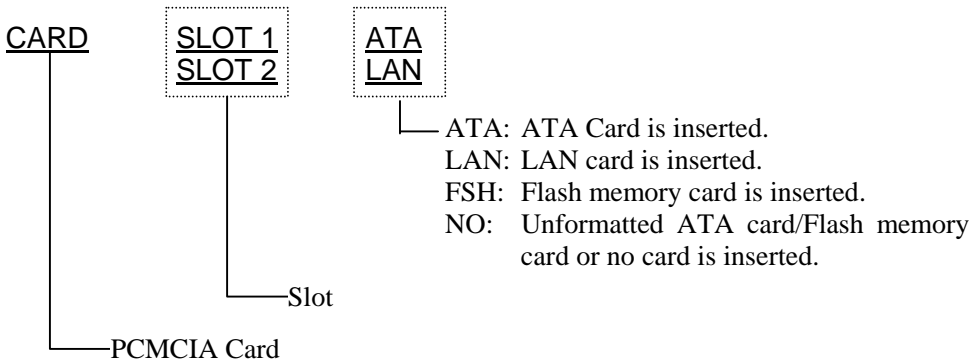 CARD SLOT 1 ATA
SLOT 2 LAN
ATA: ATA Card is inserted.
LAN: LAN card is inserted.
FSH: Flash memory card is inserted.
NO: Unformatted ATA card/Flash memory
card or no card is inserted.
Slot
PCMCIA Card